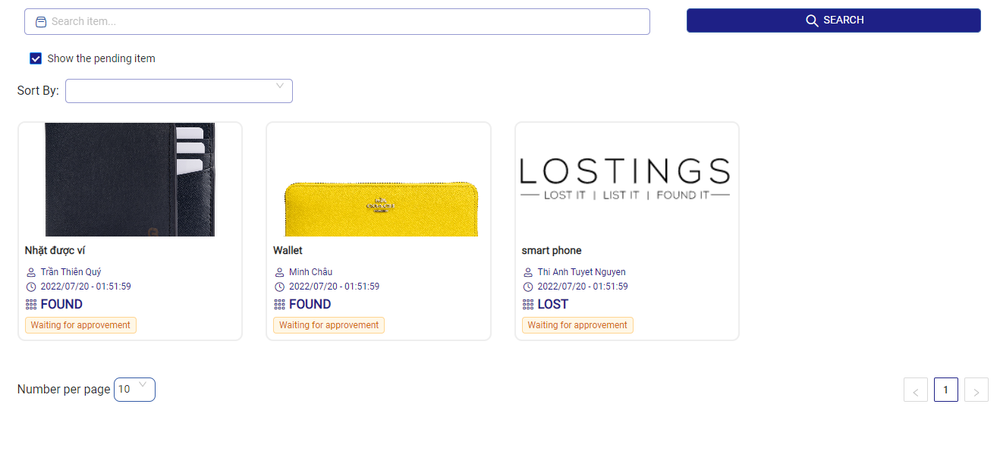 Search item...
SEARCH
Show the pending item
Sort By:
LOSTINGS
LOST IT | LIST IT | FOUND IT
Nhặt được ví
Trần Thiên Quý
2022/07/20 - 01:51:59
FOUND
Waiting for approvement
Wallet
Minh Châu
2022/07/20 - 01:51:59
FOUND
Waiting for approvement
smart phone
Thi Anh Tuyet Nguyen
2022/07/20 - 01:51:59
LOST
Waiting for approvement
Number per page 10
< 1 >